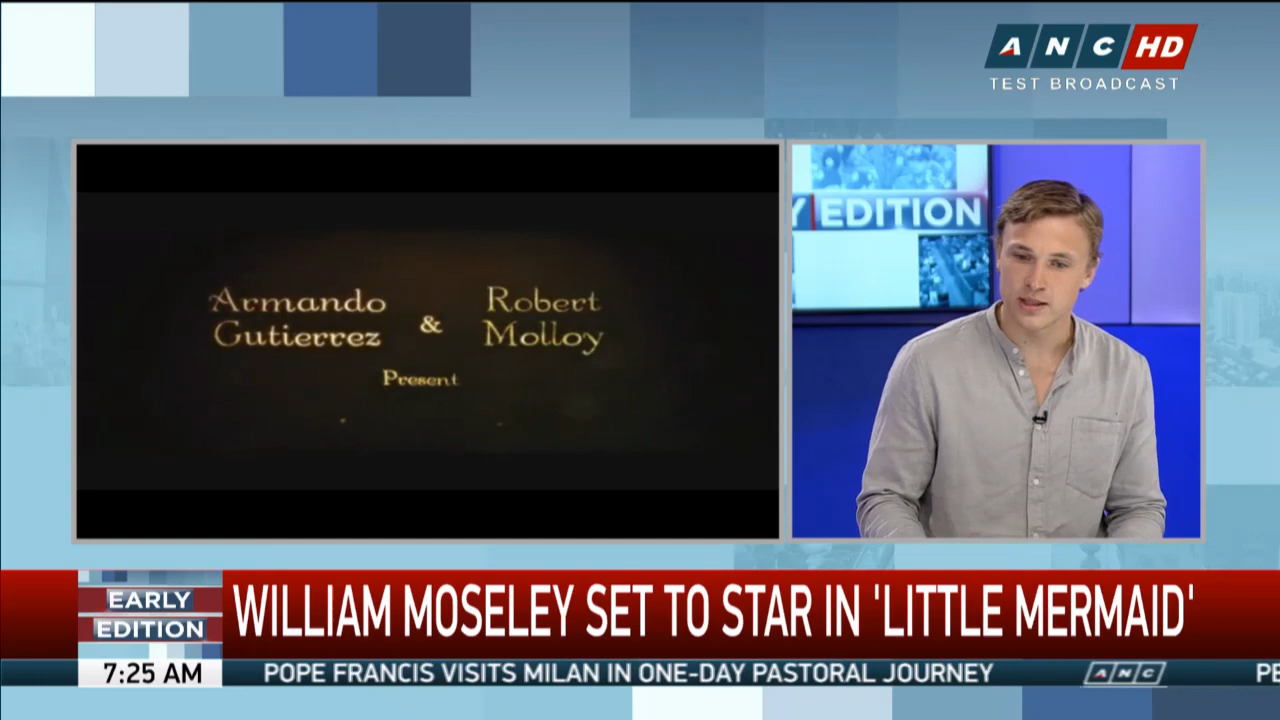 ANC HD
TEST BROADCAST
Y EDITION
Armando
Gutierrez
&
Robert
Molloy
Present
EARLY
EDITION
WILLIAM MOSELEY SET TO STAR IN 'LITTLE MERMAID'
7:25 AM
POPE FRANCIS VISITS MILAN IN ONE-DAY PASTORAL JOURNEY
ANC
PE